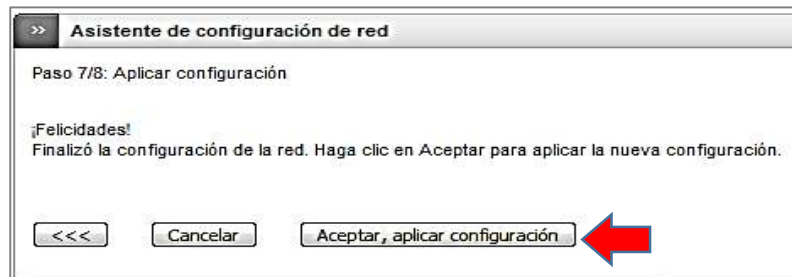 >> Asistente de configuración de red
Paso 7/8: Aplicar configuración
¡Felicidades!
Finalizó la configuración de la red. Haga clic en Aceptar para aplicar la nueva configuración.
<<< Cancelar Aceptar, aplicar configuración